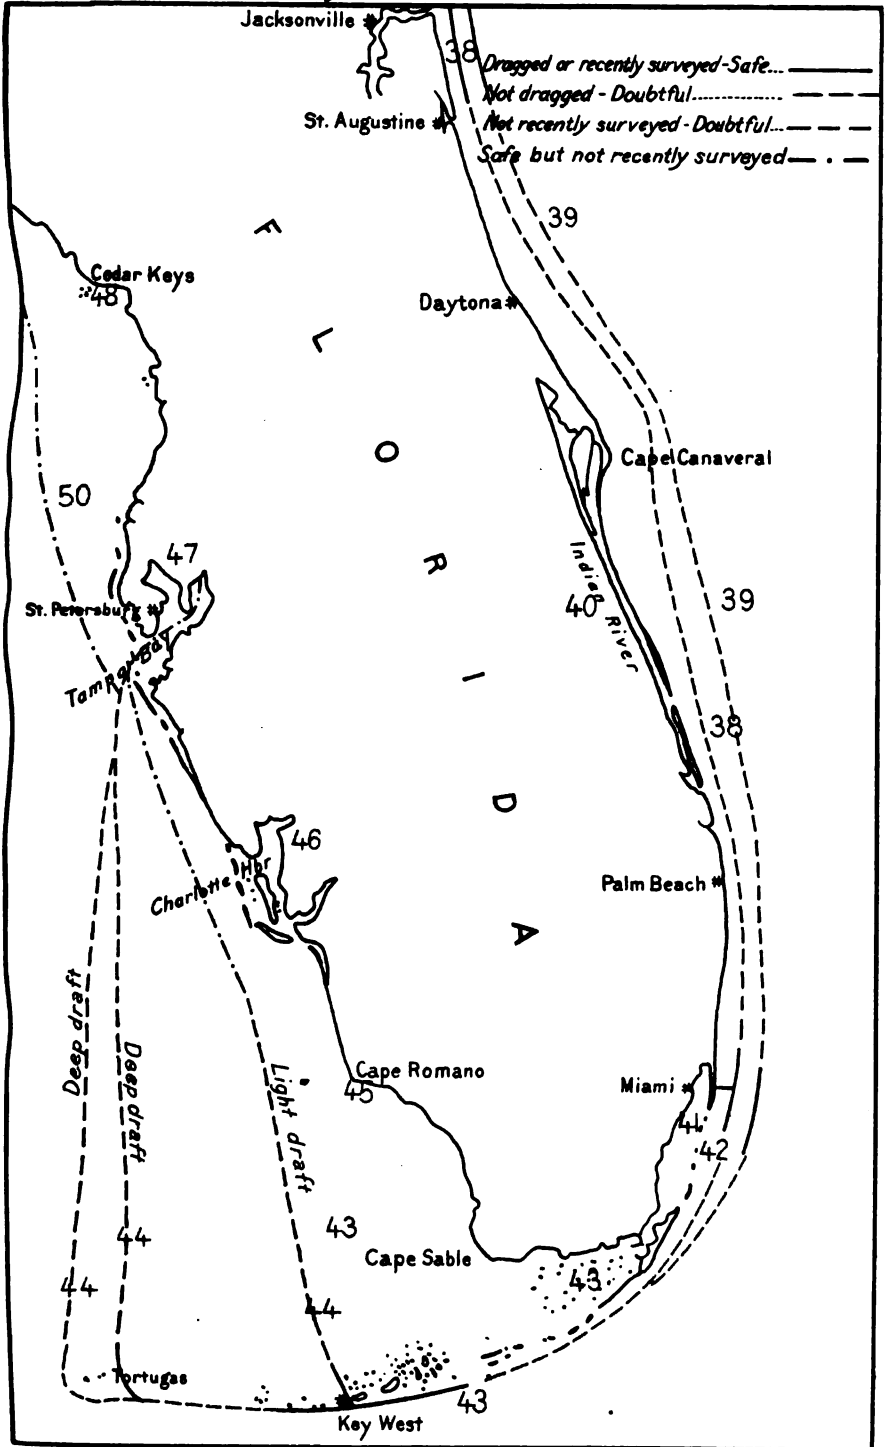 Jacksonville
38
Dragged or recently surveyed-Safe...
Not dragged - Doubtful
St. Augustine
Not recently surveyed-Doubtful...
Safe but not recently surveyed
39
F
Cedar Keys
48
Daytona
L
O
Cape Canaveral
50
47
R
Indian River
40
39
St. Petersburg
Tampa Bay
I
38
D
46
Palm Beach
Charlotte Hbr
A
Deep draft
Deep draft
Light draft
Cape Romano
45
Miami
41
42
43
44
Cape Sable
43
44
44
Tortugas
43
Key West